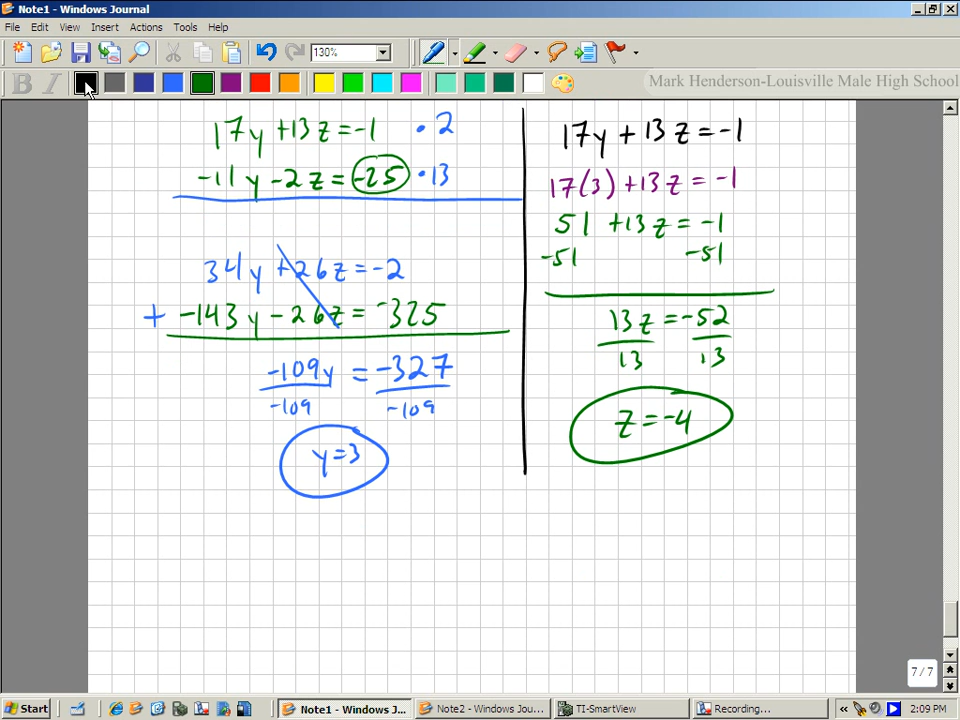 Note1 - Windows Journal
File Edit View Insert Actions Tools Help
130%
B I
Mark Henderson-Louisville Male High School
17y +13z = -1 • 2
-11y -2z = -25 • 13
34y +26z = -2
+ -143y -26z = -325
-109y = -327
-109 -109
y=3
17y + 13z = -1
17(3) +13z = -1
51 +13z = -1
-51 -51
13z = -52
13 13
z = -4
7 / 7
Start
Note1 - Windows J...
Note2 - Windows Jou...
TI-SmartView
Recording...
«
2:09 PM